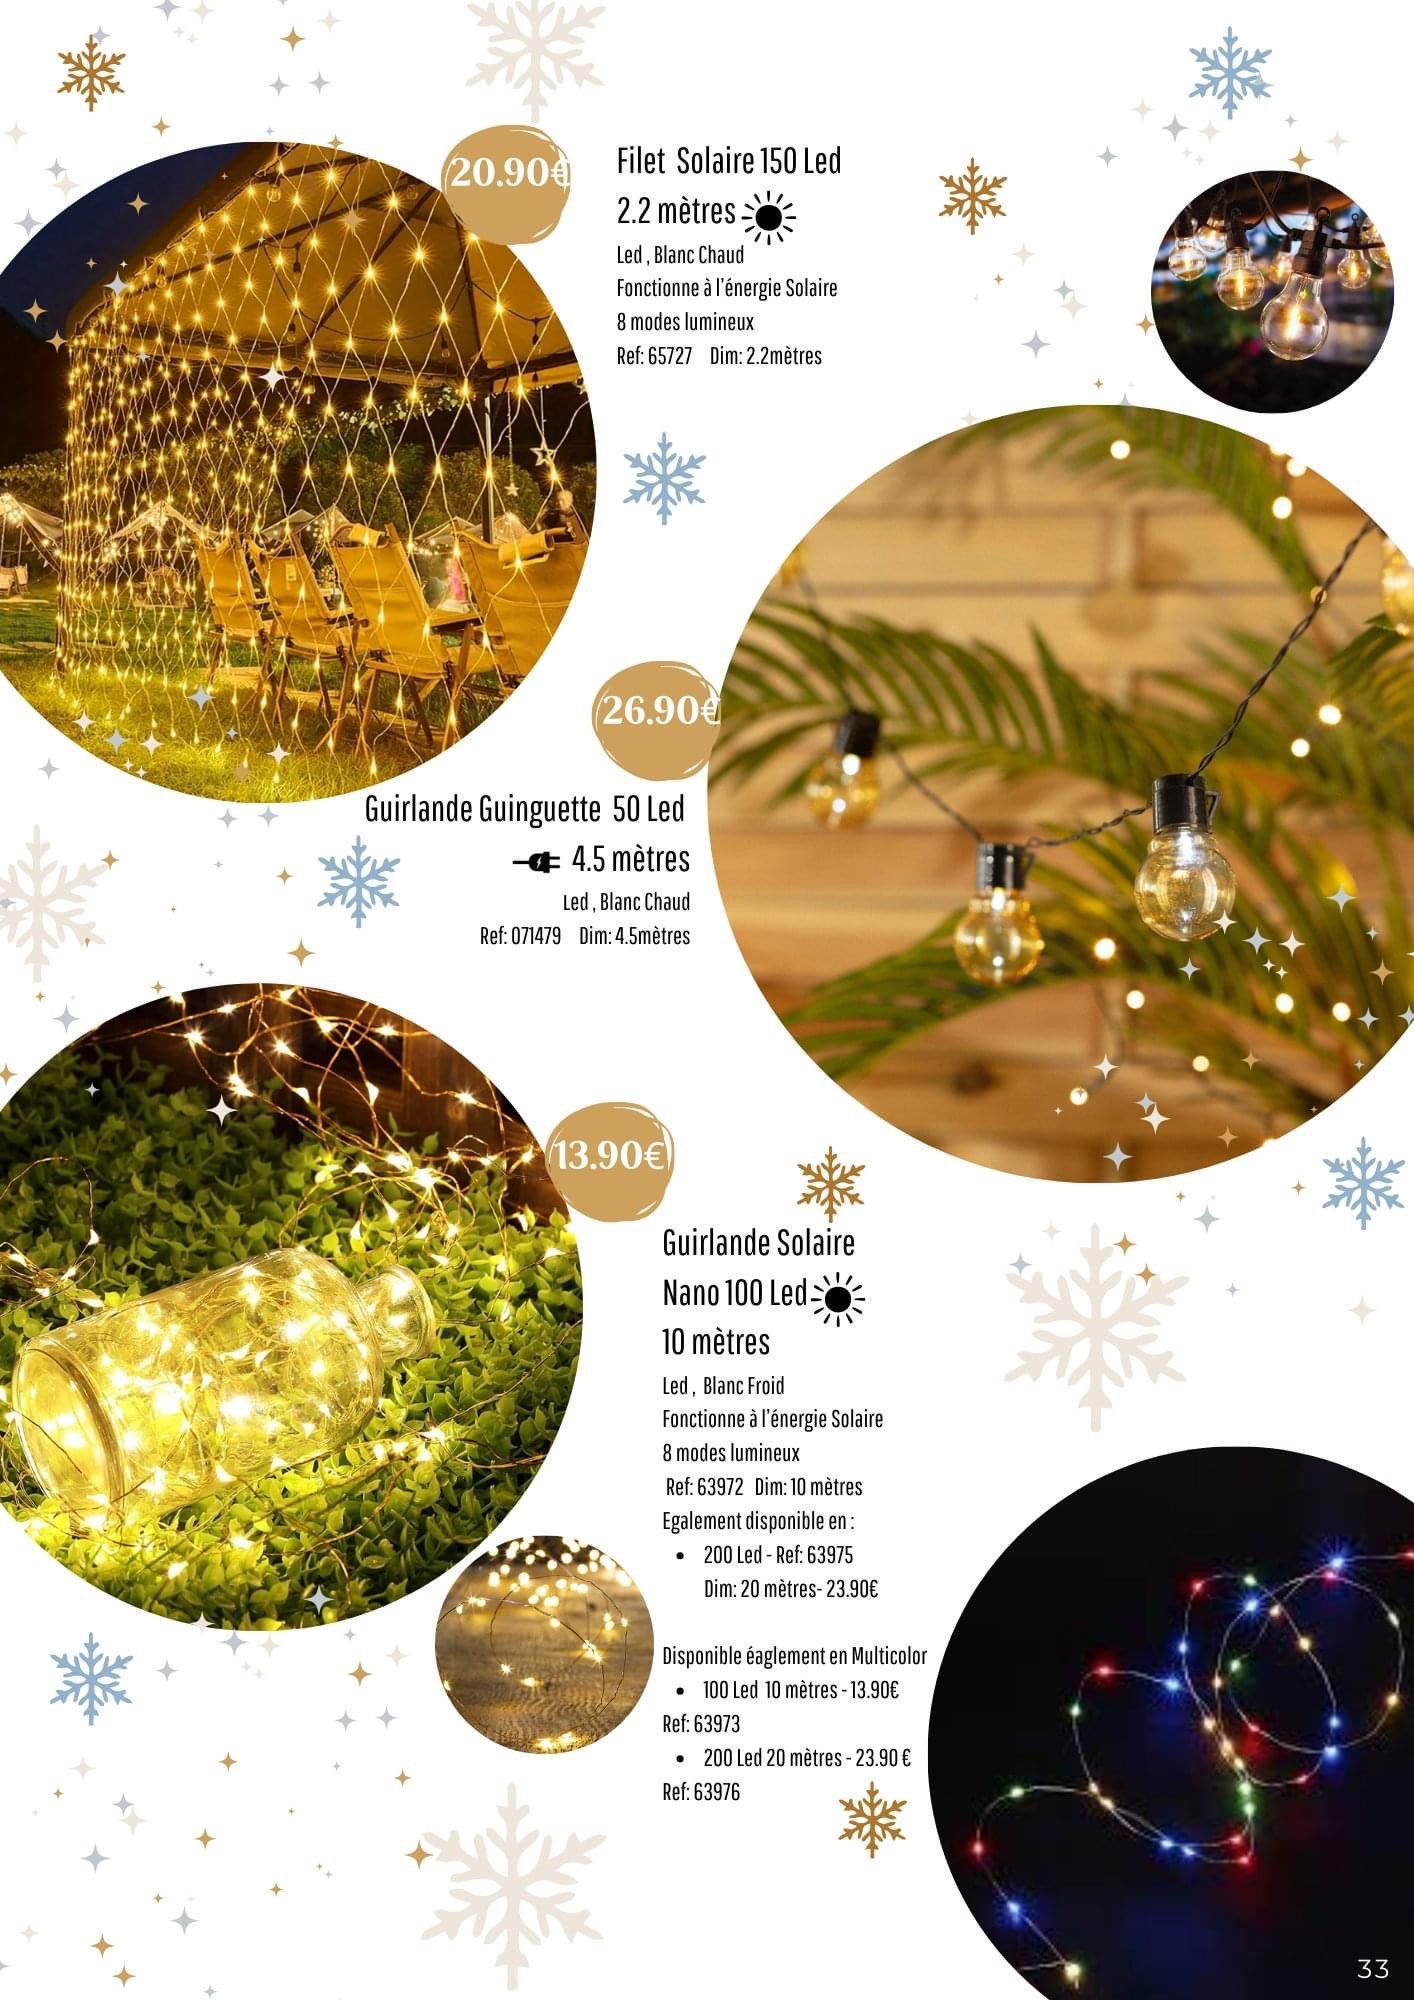 20.90€
Filet Solaire 150 Led
2.2 mètres
Led , Blanc Chaud
Fonctionne à l'énergie Solaire
8 modes lumineux
Ref: 65727 Dim: 2.2mètres
26.90€
Guirlande Guinguette 50 Led
4.5 mètres
Led , Blanc Chaud
Ref: 071479 Dim: 4.5mètres
13.90€
Guirlande Solaire
Nano 100 Led
10 mètres
Led , Blanc Froid
Fonctionne à l'énergie Solaire
8 modes lumineux
Ref: 63972 Dim: 10 mètres
Egalement disponible en :
• 200 Led - Ref: 63975
Dim: 20 mètres- 23.90€
Disponible éaglement en Multicolor
• 100 Led 10 mètres - 13.90€
Ref: 63973
• 200 Led 20 mètres - 23.90 €
Ref: 63976
33